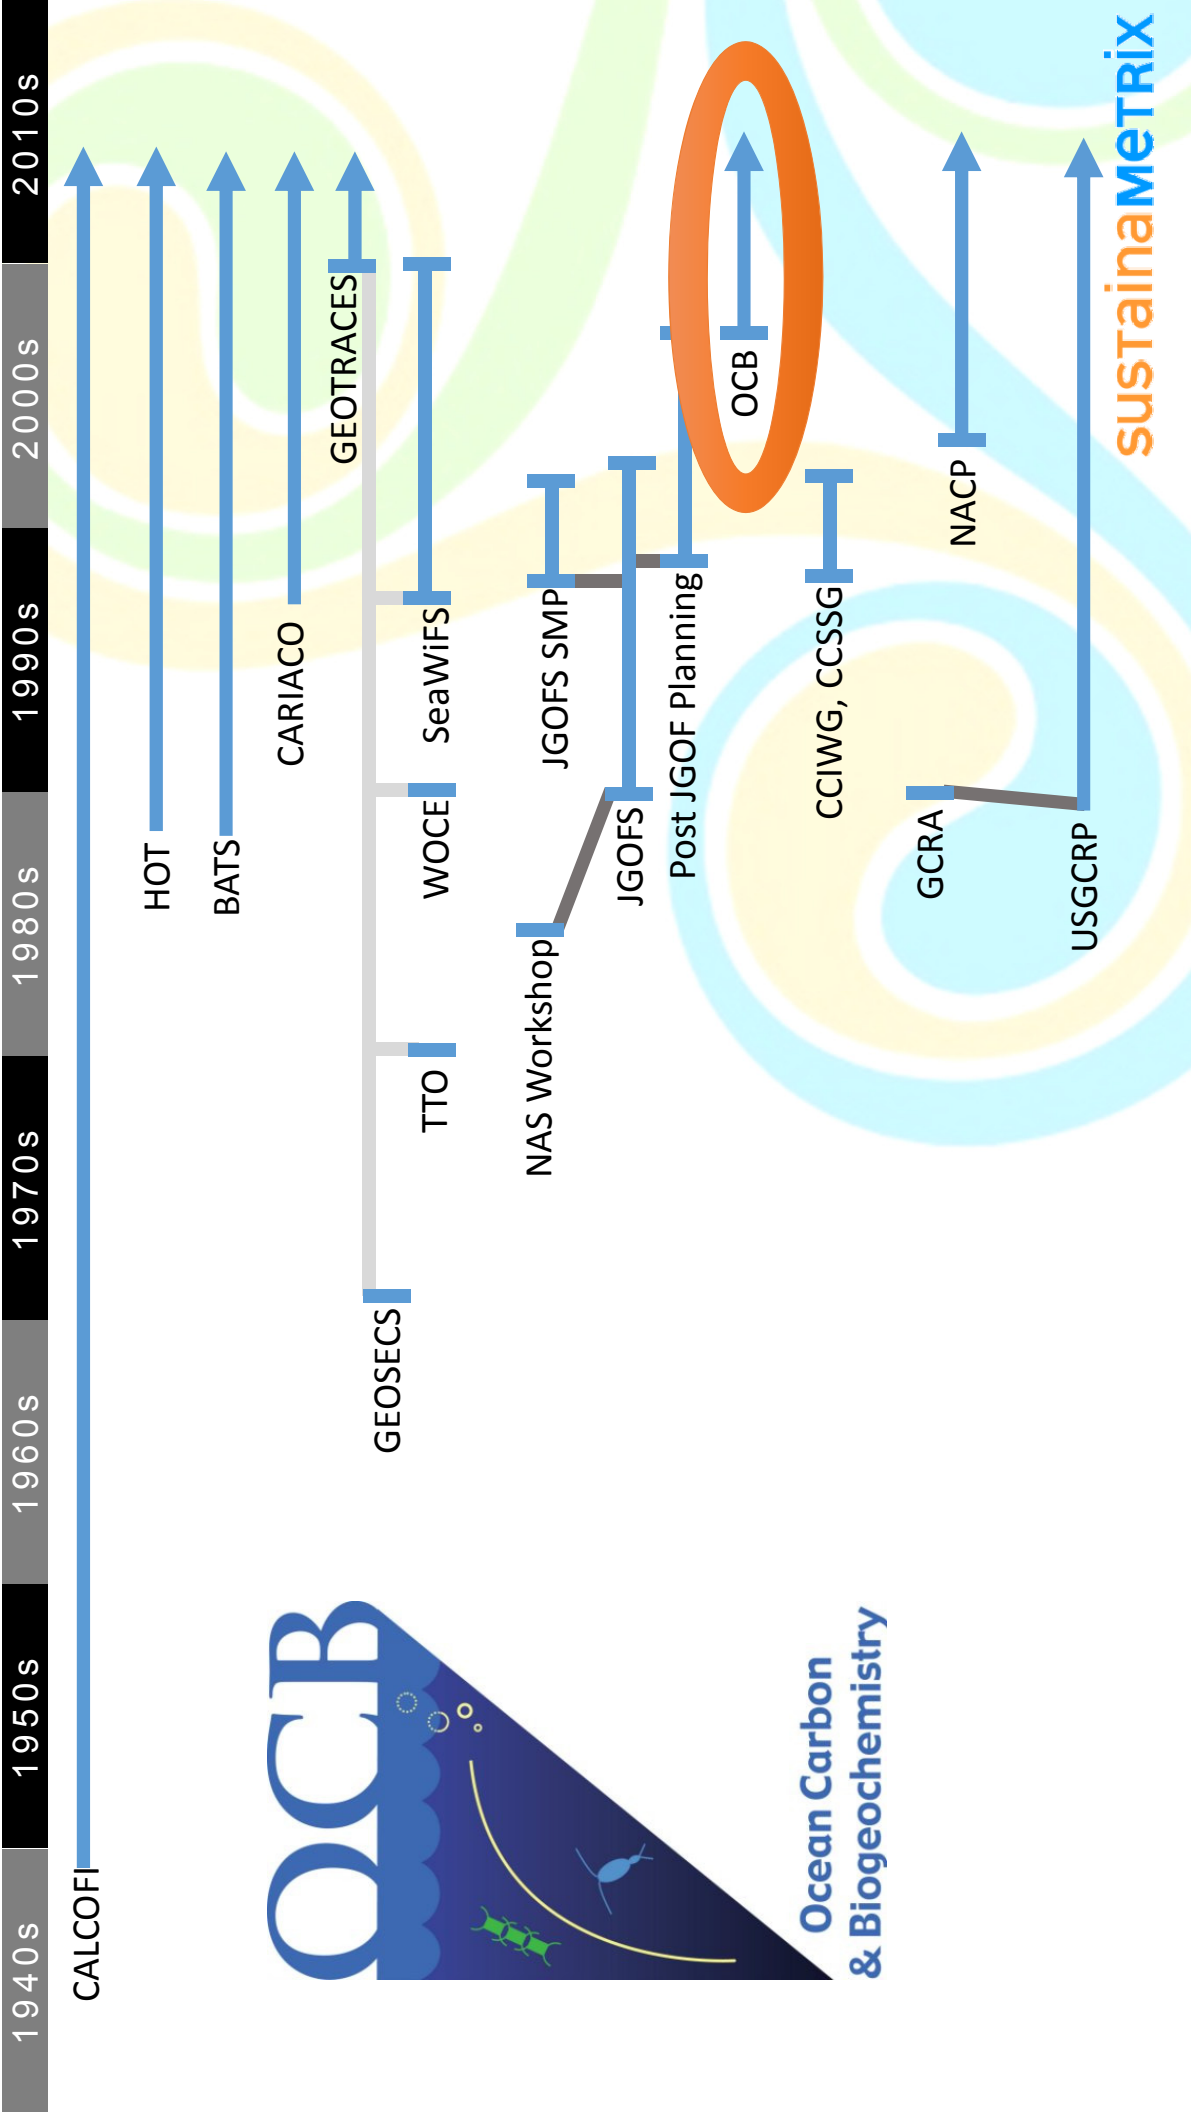 1940s 1950s 1960s 1970s 1980s 1990s 2000s 2010s
CALCOFI
HOT
BATS
CARIACO
GEOTRACES
GEOSECS
TTO
WOCE
SeaWiFS
NAS Workshop
JGOFS SMP
JGOFS
Post JGOF Planning
OCB
CCIWG, CCSSG
GCRA
NACP
USGCRP
OCB
Ocean Carbon
& Biogeochemistry
sustainaMeTRiX